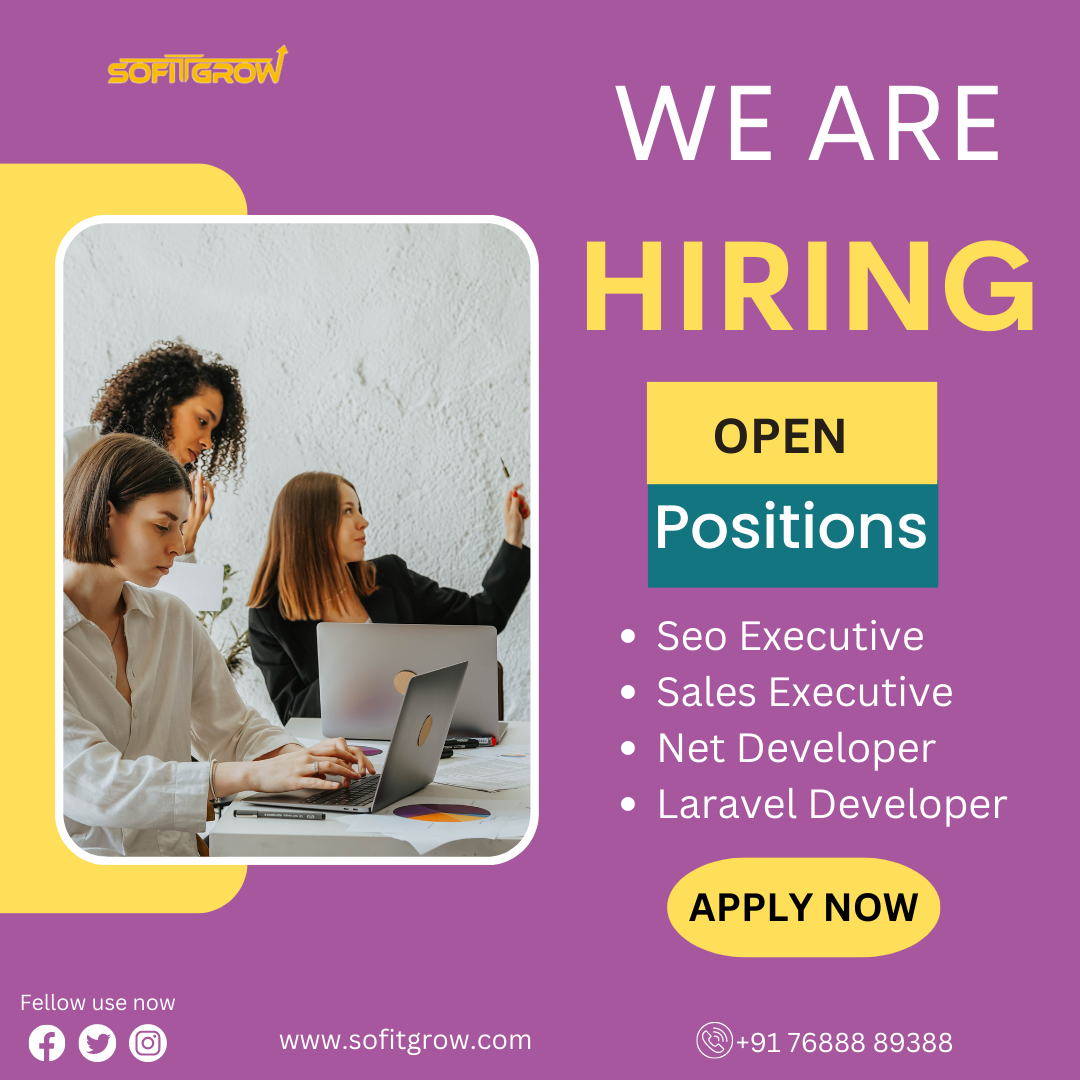 SOFITGROW
WE ARE
HIRING
OPEN
Positions
• Seo Executive
• Sales Executive
• Net Developer
• Laravel Developer
APPLY NOW
Fellow use now
www.sofitgrow.com
+91 76888 89388